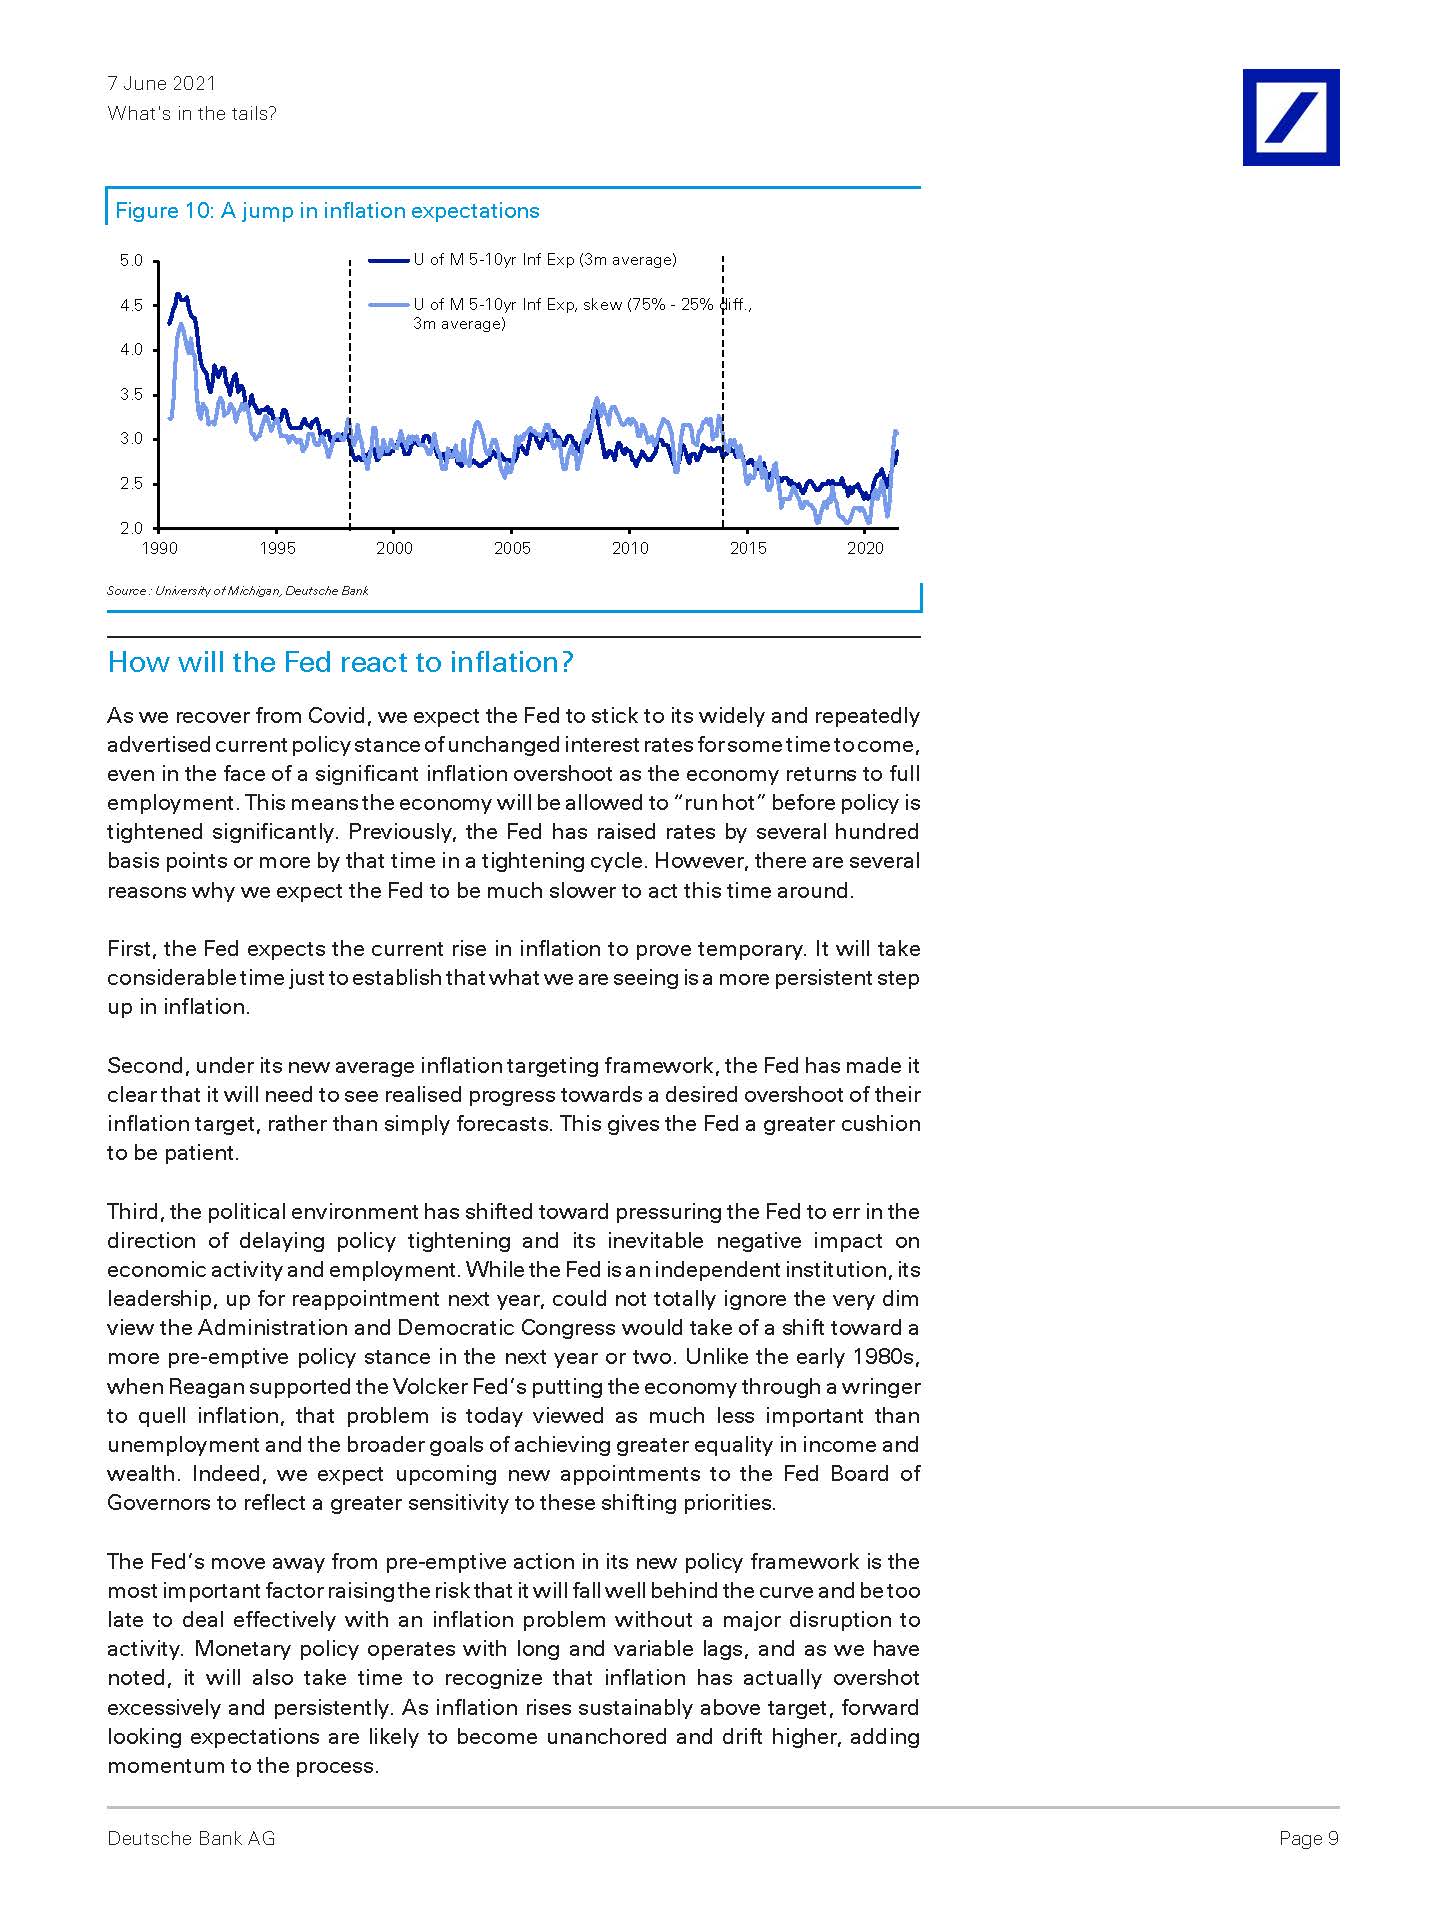 7 June 2021
What's in the tails?
Figure 10: A jump in inflation expectations
5.0
4.5
4.0
3.5
3.0
2.5
2.0
U of M 5-10yr Inf Exp (3m average)
U of M 5-10yr Inf Exp, skew (75% - 25% diff.,
3m average)
1990 1995 2000 2005 2010 2015 2020
Source : University of Michigan, Deutsche Bank
How will the Fed react to inflation?
As we recover from Covid, we expect the Fed to stick to its widely and repeatedly
advertised current policy stance of unchanged interest rates for some time to come,
even in the face of a significant inflation overshoot as the economy returns to full
employment. This means the economy will be allowed to “run hot” before policy is
tightened significantly. Previously, the Fed has raised rates by several hundred
basis points or more by that time in a tightening cycle. However, there are several
reasons why we expect the Fed to be much slower to act this time around.
First, the Fed expects the current rise in inflation to prove temporary. It will take
considerable time just to establish that what we are seeing is a more persistent step
up in inflation.
Second, under its new average inflation targeting framework, the Fed has made it
clear that it will need to see realised progress towards a desired overshoot of their
inflation target, rather than simply forecasts. This gives the Fed a greater cushion
to be patient.
Third, the political environment has shifted toward pressuring the Fed to err in the
direction of delaying policy tightening and its inevitable negative impact on
economic activity and employment. While the Fed is an independent institution, its
leadership, up for reappointment next year, could not totally ignore the very dim
view the Administration and Democratic Congress would take of a shift toward a
more pre-emptive policy stance in the next year or two. Unlike the early 1980s,
when Reagan supported the Volcker Fed’s putting the economy through a wringer
to quell inflation, that problem is today viewed as much less important than
unemployment and the broader goals of achieving greater equality in income and
wealth. Indeed, we expect upcoming new appointments to the Fed Board of
Governors to reflect a greater sensitivity to these shifting priorities.
The Fed’s move away from pre-emptive action in its new policy framework is the
most important factor raising the risk that it will fall well behind the curve and be too
late to deal effectively with an inflation problem without a major disruption to
activity. Monetary policy operates with long and variable lags, and as we have
noted, it will also take time to recognize that inflation has actually overshot
excessively and persistently. As inflation rises sustainably above target, forward
looking expectations are likely to become unanchored and drift higher, adding
momentum to the process.
Deutsche Bank AG
Page 9